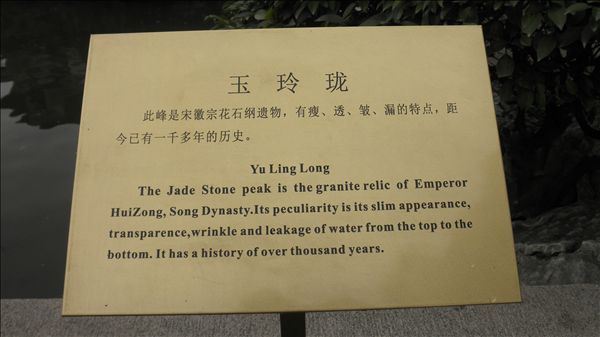 玉玲珑
此峰是宋徽宗花石纲遗物，有瘦、透、皱、漏的特点，距
今已有一千多年的历史。
Yu Ling Long
The Jade Stone peak is the granite relic of Emperor
HuiZong, Song Dynasty.Its peculiarity is its slim appearance,
transparence,wrinkle and leakage of water from the top to the
bottom. It has a history of over thousand years.